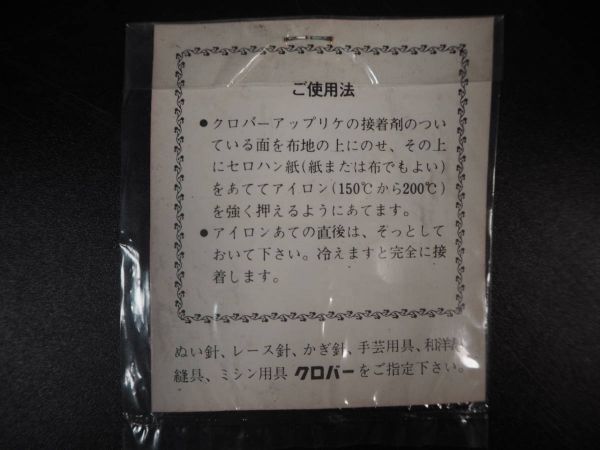 ご使用法
●クロバーアップリケの接着剤のつい
ている面を布地の上にのせ、その上
にセロハン紙(紙または布でもよい)
をあててアイロン(150℃から200℃)
を強く押えるようにあてます。
●アイロンあての直後は、そっとして
おいて下さい。冷えますと完全に接
着します。
ぬい針、レース針、かぎ針、手芸用具、和洋裁
縫具、ミシン用具クロバーをご指定下さい。